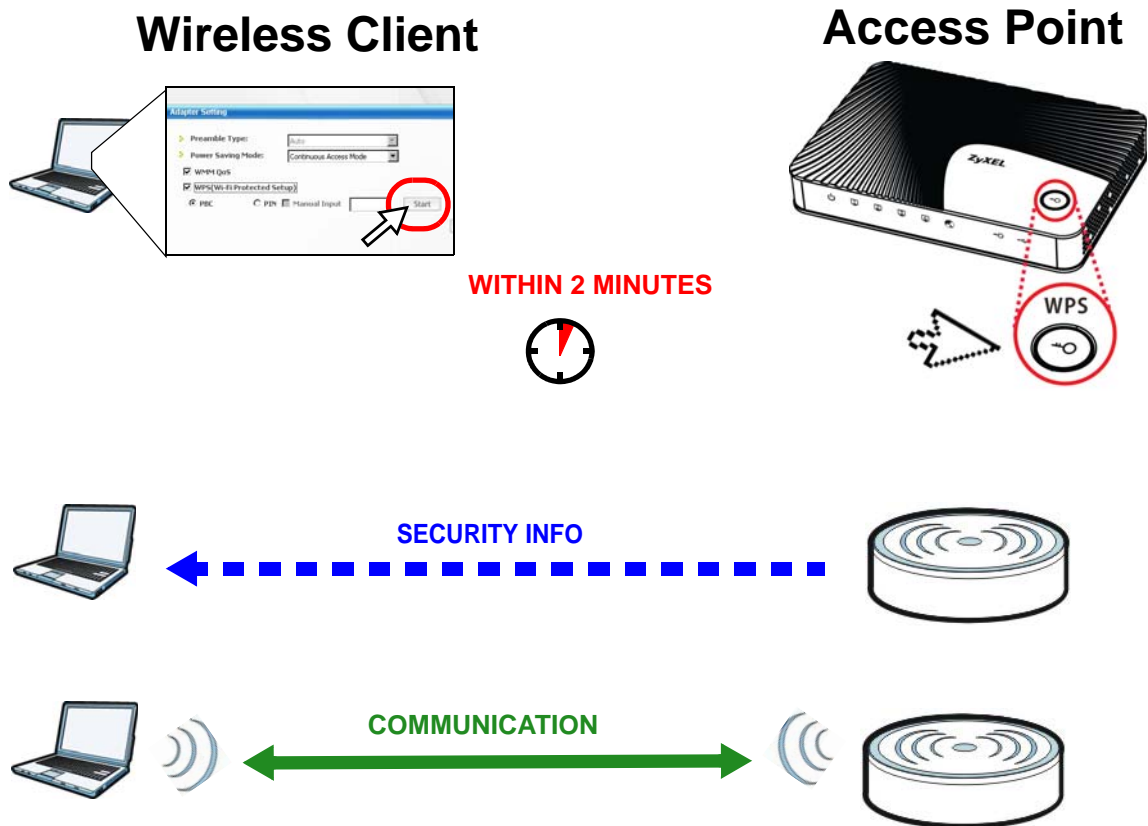 Wireless Client
Access Point
Adapter Setting
Preamble Type: Auto
Power Saving Mode: Continuous Access Mode
WMM QoS
WPS(Wi-Fi Protected Setup)
PBC PIN Manual Input Start
ZyXEL
WITHIN 2 MINUTES
WPS
SECURITY INFO
COMMUNICATION